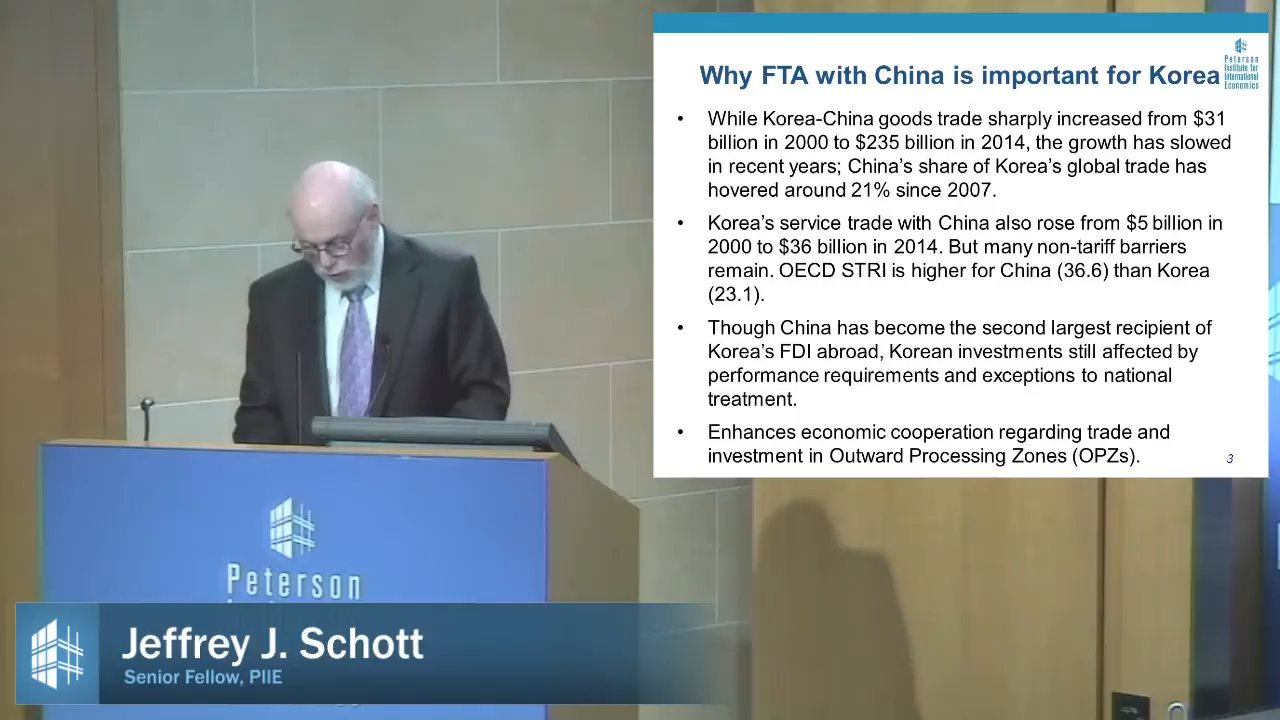 Why FTA with China is important for Korea
Peterson
Institute for
International
Economics
• While Korea-China goods trade sharply increased from $31
billion in 2000 to $235 billion in 2014, the growth has slowed
in recent years; China's share of Korea's global trade has
hovered around 21% since 2007.
• Korea's service trade with China also rose from $5 billion in
2000 to $36 billion in 2014. But many non-tariff barriers
remain. OECD STRI is higher for China (36.6) than Korea
(23.1).
• Though China has become the second largest recipient of
Korea's FDI abroad, Korean investments still affected by
performance requirements and exceptions to national
treatment.
• Enhances economic cooperation regarding trade and
investment in Outward Processing Zones (OPZs).
3
Peterson
Jeffrey J. Schott
Senior Fellow, PIIE